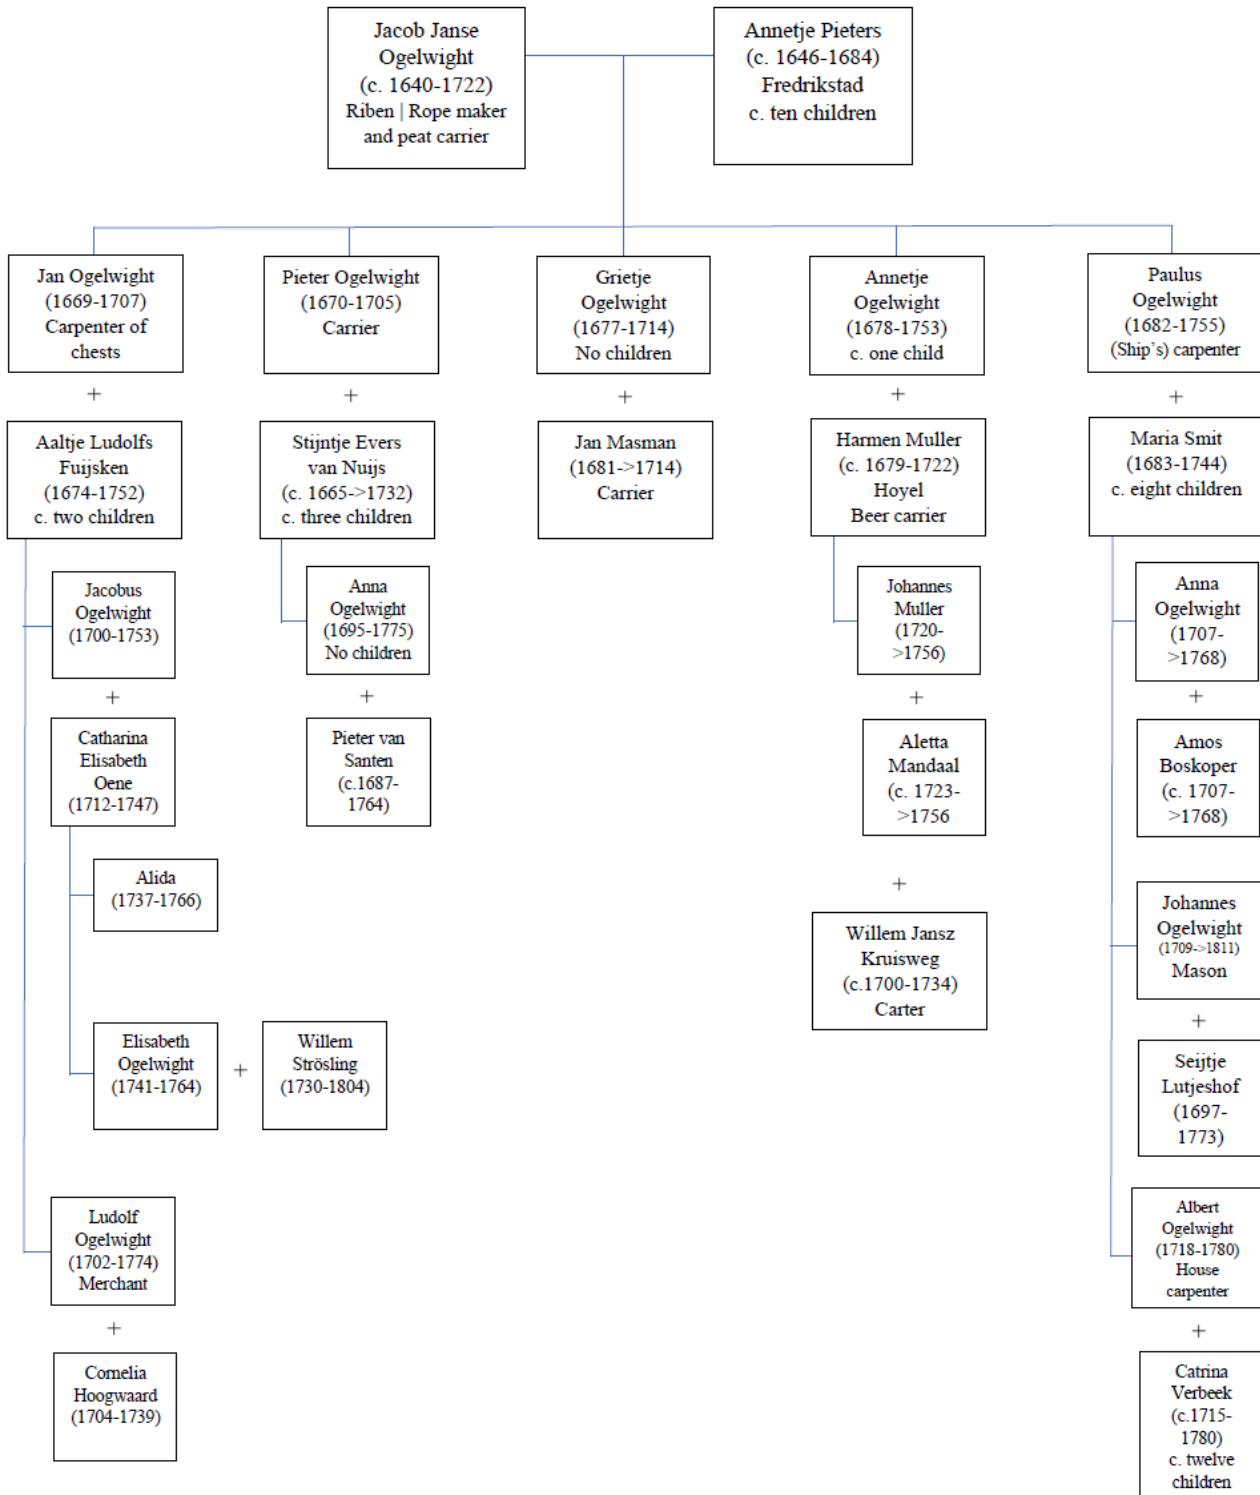 Jacob Janse
Ogelwight
(c. 1640-1722)
Riben | Rope maker
and peat carrier
Annetje Pieters
(c. 1646-1684)
Fredrikstad
c. ten children
Jan Ogelwight
(1669-1707)
Carpenter of
chests
Pieter Ogelwight
(1670-1705)
Carrier
Grietje
Ogelwight
(1677-1714)
No children
Annetje
Ogelwight
(1678-1753)
c. one child
Paulus
Ogelwight
(1682-1755)
(Ship's) carpenter
+
+
+
+
+
Aaltje Ludolfs
Fuijsken
(1674-1752)
c. two children
Stijntje Evers
van Nuijs
(c. 1665->1732)
c. three children
Jan Masman
(1681->1714)
Carrier
Harmen Muller
(c. 1679-1722)
Hoyel
Beer carrier
Maria Smit
(1683-1744)
c. eight children
Jacobus
Ogelwight
(1700-1753)
Anna
Ogelwight
(1695-1775)
No children
Johannes
Muller
(1720-
>1756)
Anna
Ogelwight
(1707-
>1768)
+
+
+
+
Catharina
Elisabeth
Oene
(1712-1747)
Pieter van
Santen
(c.1687-
1764)
Aletta
Mandaal
(c. 1723-
>1756
Amos
Boskoper
(c. 1707-
>1768)
Alida
(1737-1766)
+
Willem Jansz
Kruisweg
(c.1700-1734)
Carter
Johannes
Ogelwight
(1709->1811)
Mason
+
Elisabeth
Ogelwight
(1741-1764)
+
Willem
Strösling
(1730-1804)
Seijtje
Lutjeshof
(1697-
1773)
Ludolf
Ogelwight
(1702-1774)
Merchant
Albert
Ogelwight
(1718-1780)
House
carpenter
+
+
Cornelia
Hoogwaard
(1704-1739)
Catrina
Verbeek
(c.1715-
1780)
c. twelve
children